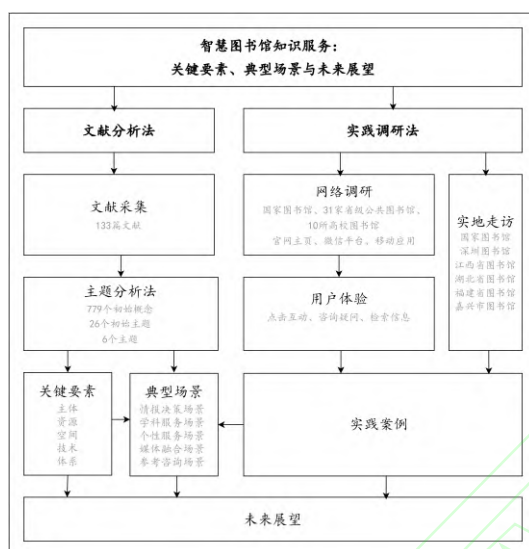 智慧图书馆知识服务:
关键要素、典型场景与未来展望
文献分析法
实践调研法
文献采集
133篇文献
网络调研
国家图书馆、31家省级公共图书馆、
10所高校图书馆
官网主页、微信平台、移动应用
实地走访
国家图书馆
深圳图书馆
江西省图书馆
湖北省图书馆
福建省图书馆
嘉兴市图书馆
主题分析法
779个初始概念
26个初始主题
6个主题
用户体验
点击互动、咨询疑问、检索信息
关键要素
主体
资源
空间
技术
体系
典型场景
情报决策场景
学科服务场景
个性服务场景
媒体融合场景
参考咨询场景
实践案例
未来展望